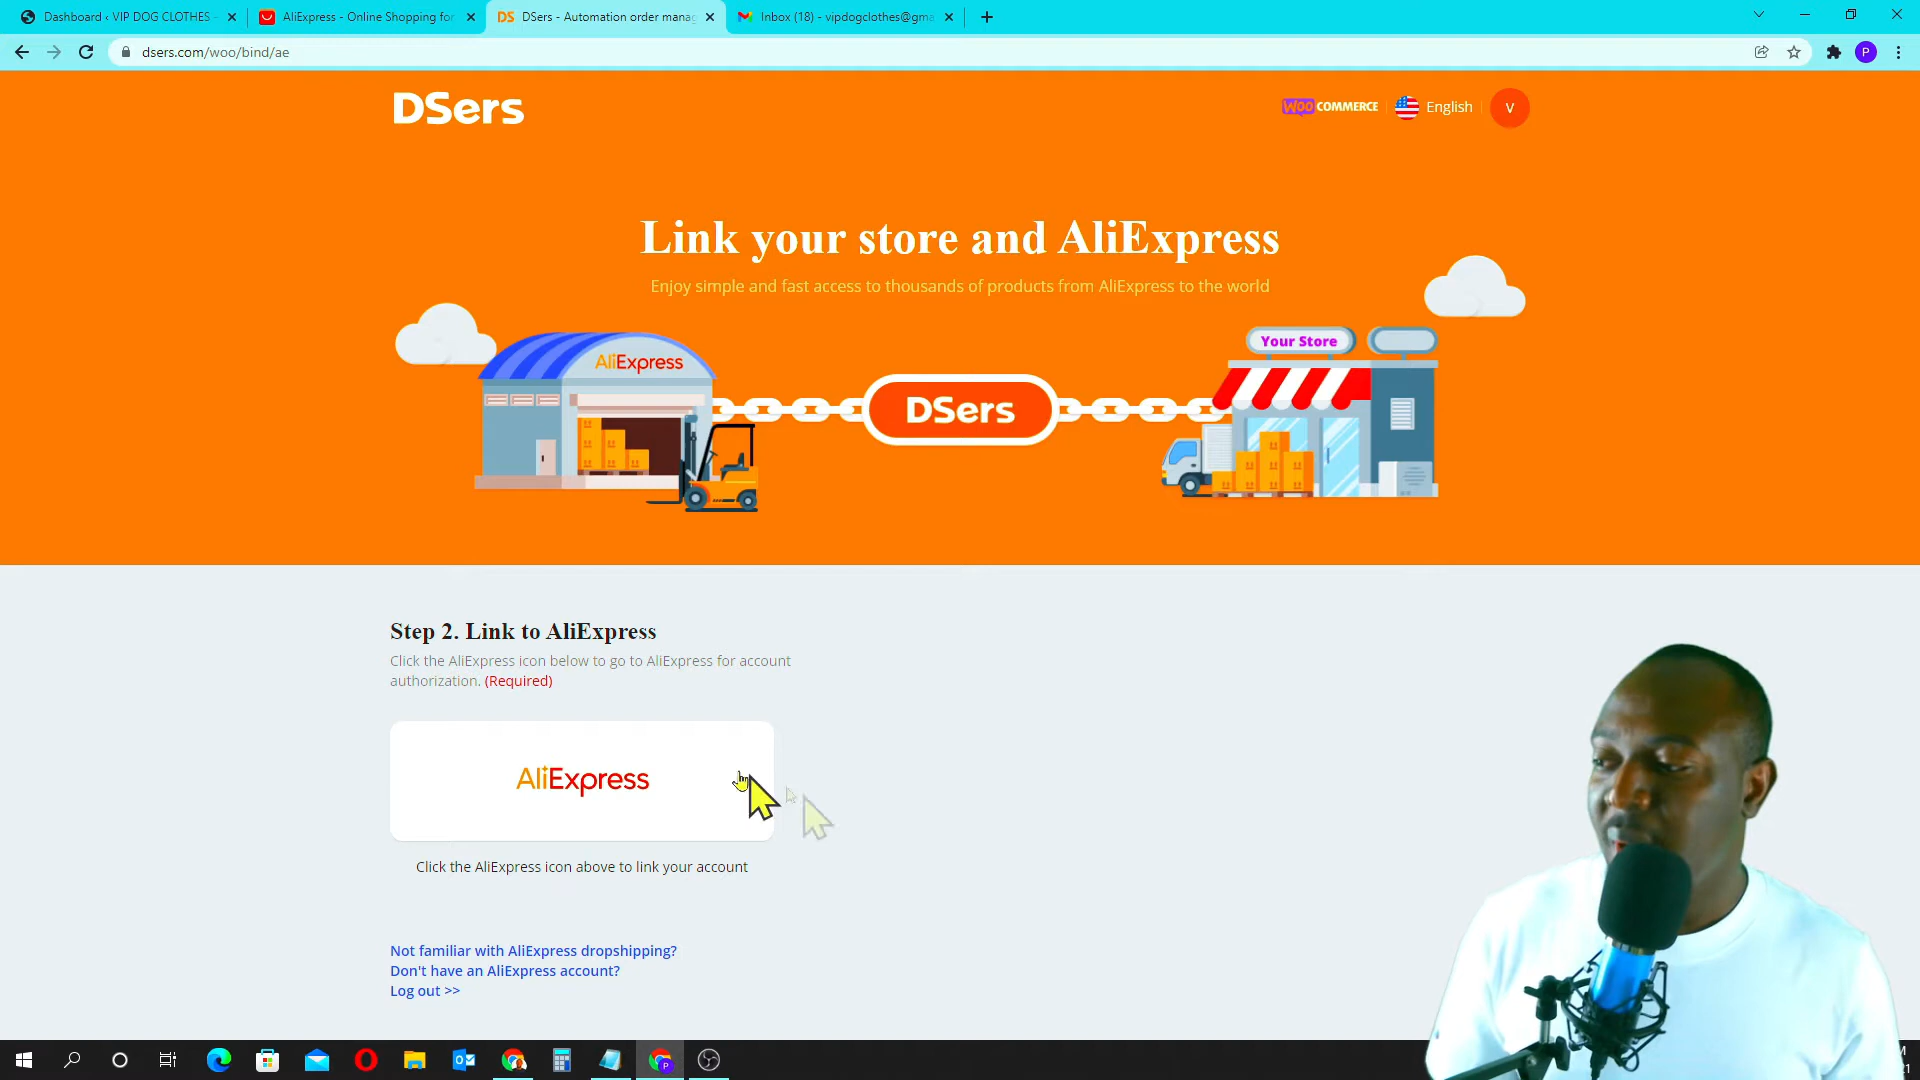 Dashboard ‹ VIP DOG CLOTHES -
AliExpress - Online Shopping for
DS DSers - Automation order manag
Inbox (18) - vipdogclothes@gma
dsers.com/woo/bind/ae
P
DSers
WOO COMMERCE
English
V
Link your store and AliExpress
Enjoy simple and fast access to thousands of products from AliExpress to the world
AliExpress
DSers
Your Store
Step 2. Link to AliExpress
Click the AliExpress icon below to go to AliExpress for account
authorization. (Required)
AliExpress
Click the AliExpress icon above to link your account
Not familiar with AliExpress dropshipping?
Don't have an AliExpress account?
Log out >>